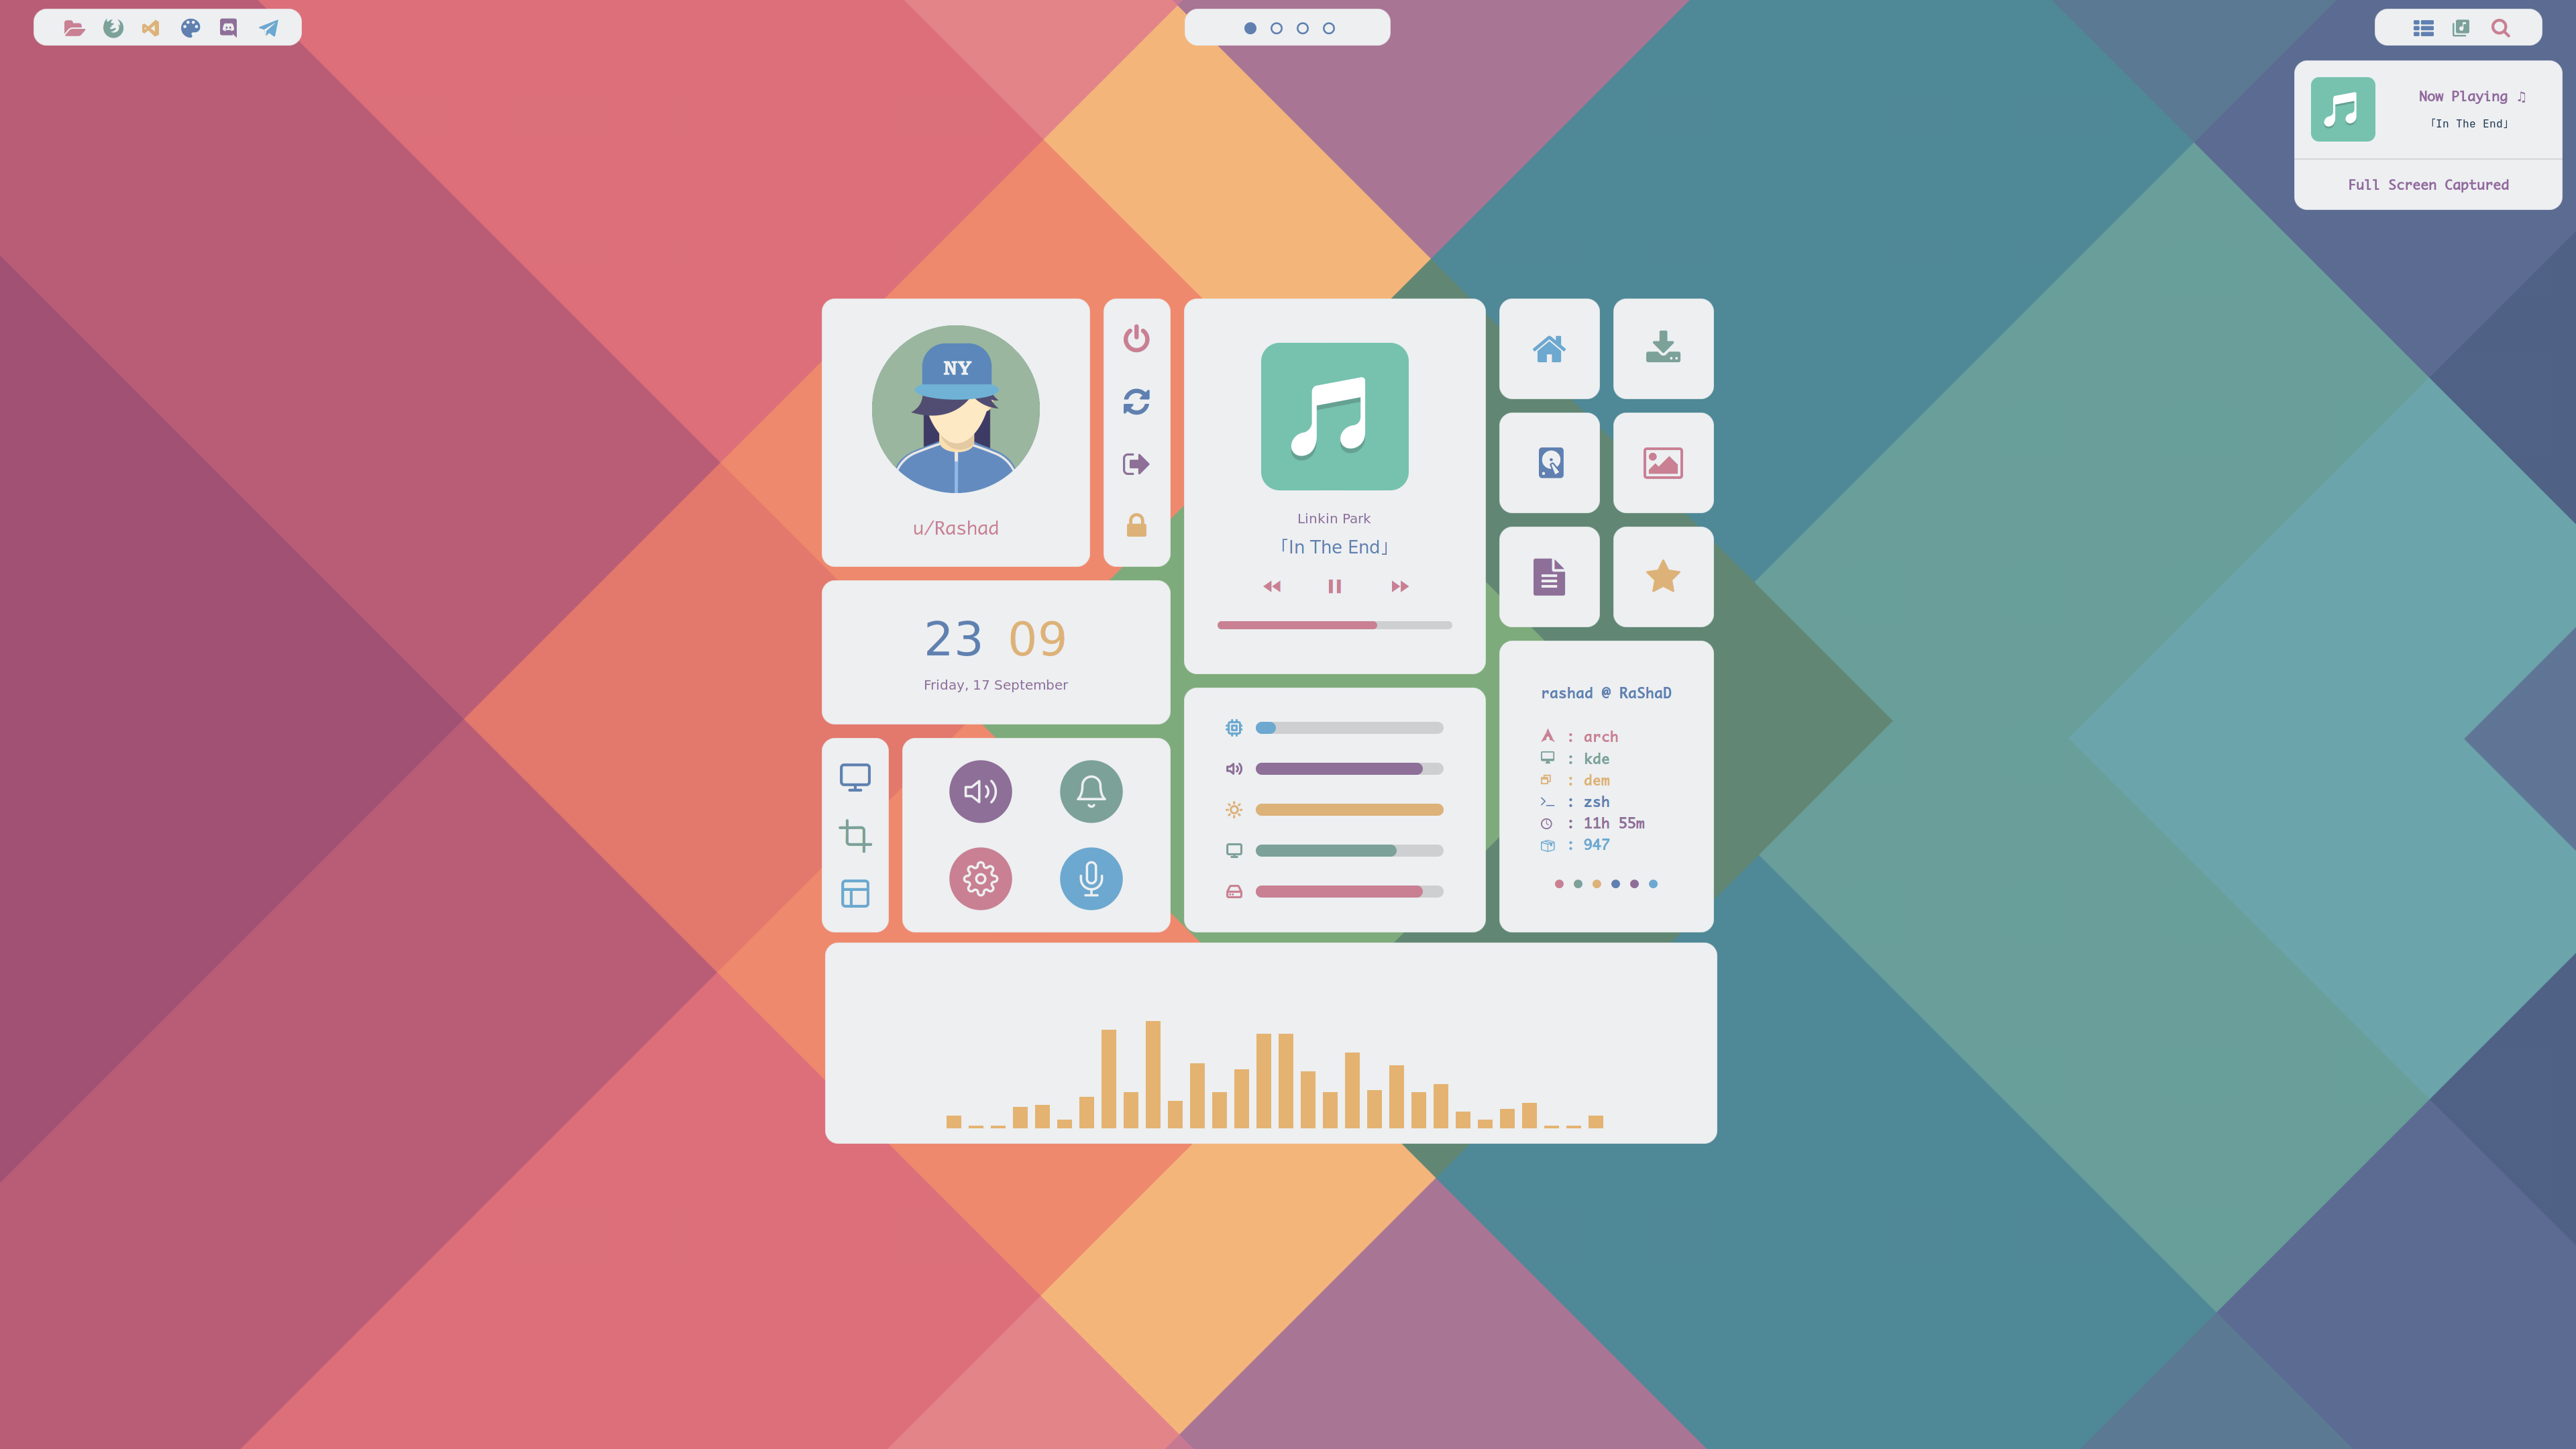 Now Playing ♫
「In The End」
Full Screen Captured
NY
u/Rashad
Linkin Park
「In The End」
23 09
Friday, 17 September
rashad @ RaShaD
: arch
: kde
: dem
: zsh
: 11h 55m
: 947